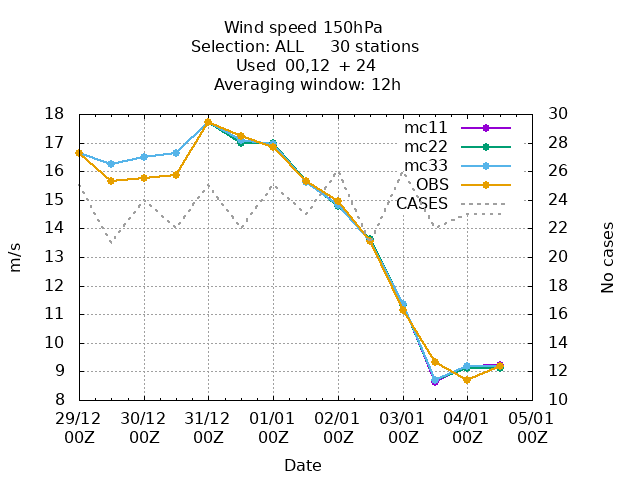 Wind speed 150hPa
Selection: ALL 30 stations
Used 00,12 + 24
Averaging window: 12h
18 30
17 28
16 26
15 24
14 22
13 20
12 18
11 16
10 14
9 12
8 10
mc11
mc22
mc33
OBS
CASES
m/s
No cases
29/12 30/12 31/12 01/01 02/01 03/01 04/01 05/01
00Z 00Z 00Z 00Z 00Z 00Z 00Z 00Z
Date